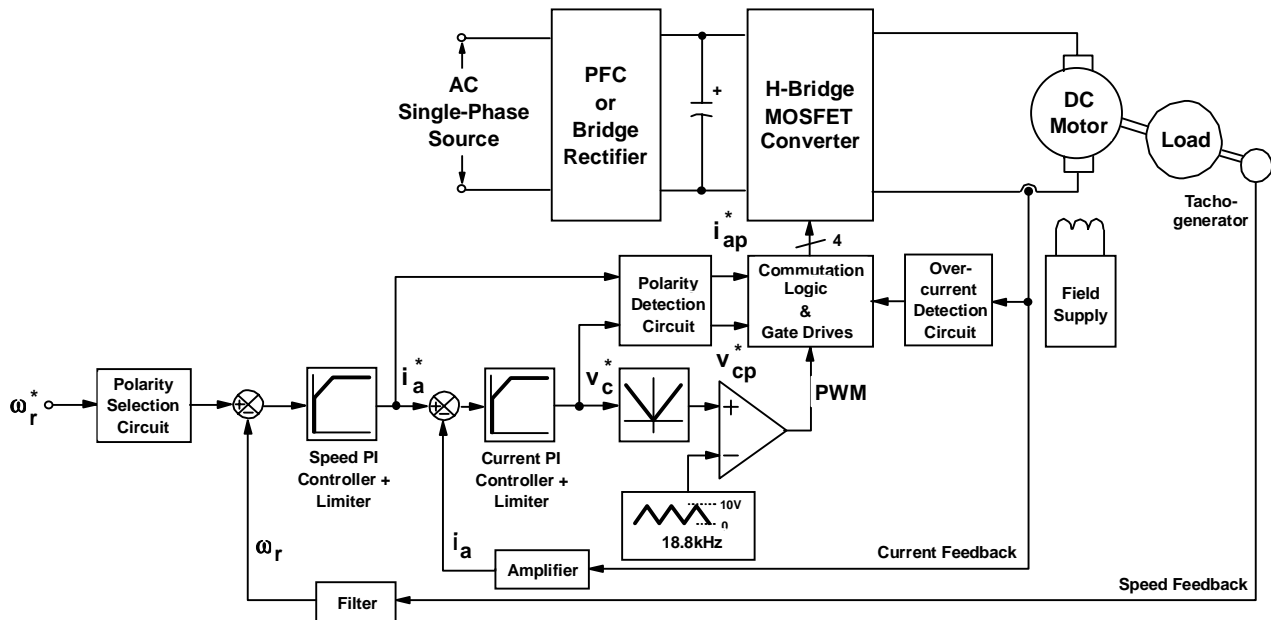 AC
Single-Phase
Source
PFC
or
Bridge
Rectifier
+
H-Bridge
MOSFET
Converter
DC
Motor
Load
Tacho-
generator
i*ap
4
Polarity
Detection
Circuit
Commutation
Logic
&
Gate Drives
Over-
current
Detection
Circuit
Field
Supply
ω*r
Polarity
Selection
Circuit
+
−
Speed PI
Controller +
Limiter
i*a
+
−
Current PI
Controller +
Limiter
v*c
v*cp
+
−
PWM
10V
0
18.8kHz
ωr
ia
Amplifier
Current Feedback
Filter
Speed Feedback